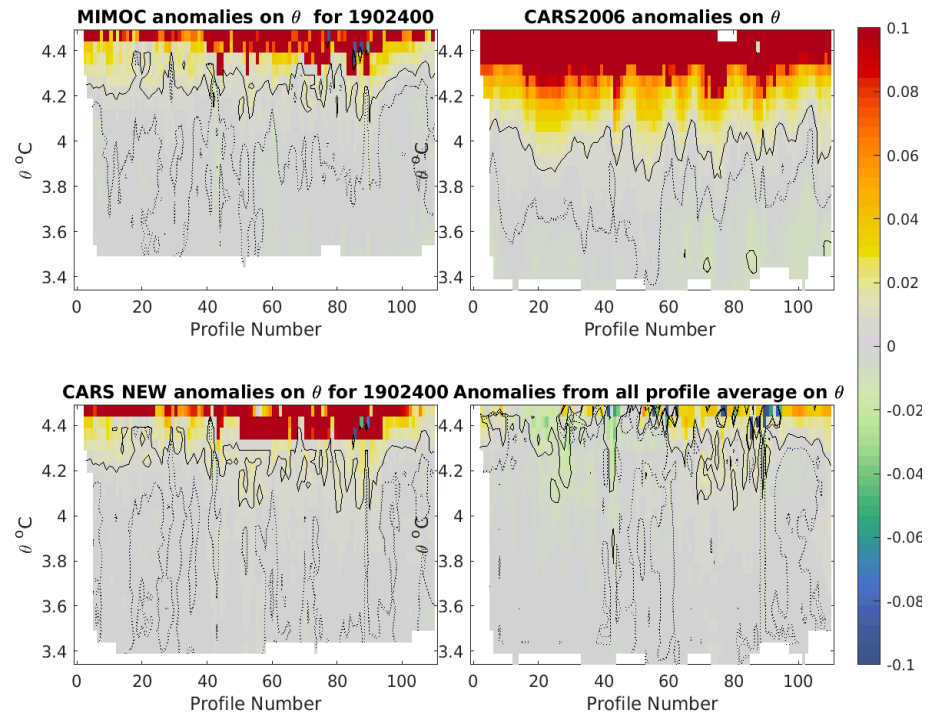 MIMOC anomalies on θ for 1902400
CARS2006 anomalies on θ
4.4
4.2
4
3.8
3.6
3.4
θ °C
0 20 40 60 80 100
Profile Number
4.4
4.2
4
3.8
3.6
3.4
θ °C
0 20 40 60 80 100
Profile Number
0.1
0.08
0.06
0.04
0.02
0
-0.02
-0.04
-0.06
-0.08
-0.1
CARS NEW anomalies on θ for 1902400
Anomalies from all profile average on θ
4.4
4.2
4
3.8
3.6
3.4
θ °C
0 20 40 60 80 100
Profile Number
4.4
4.2
4
3.8
3.6
3.4
θ °C
0 20 40 60 80 100
Profile Number